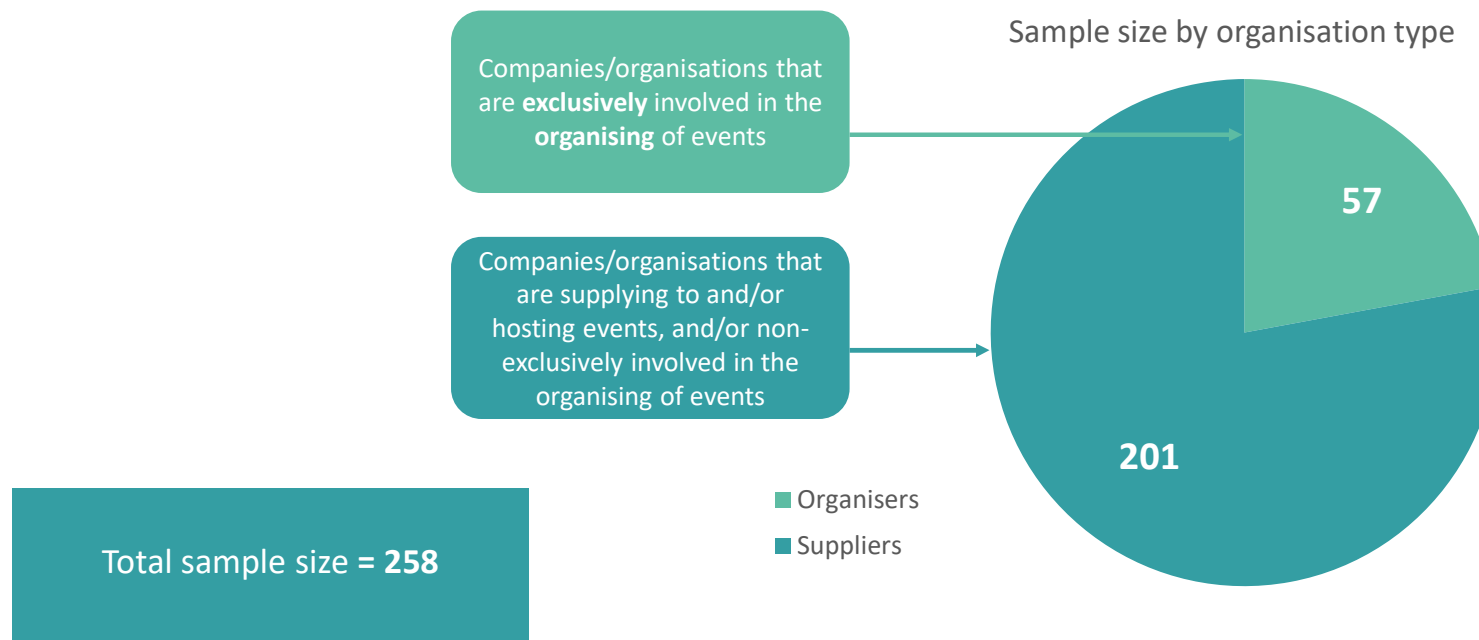 Sample size by organisation type
Companies/organisations that
are exclusively involved in the
organising of events
57
Companies/organisations that
are supplying to and/or
hosting events, and/or non-
exclusively involved in the
organising of events
201
Organisers
Suppliers
Total sample size = 258